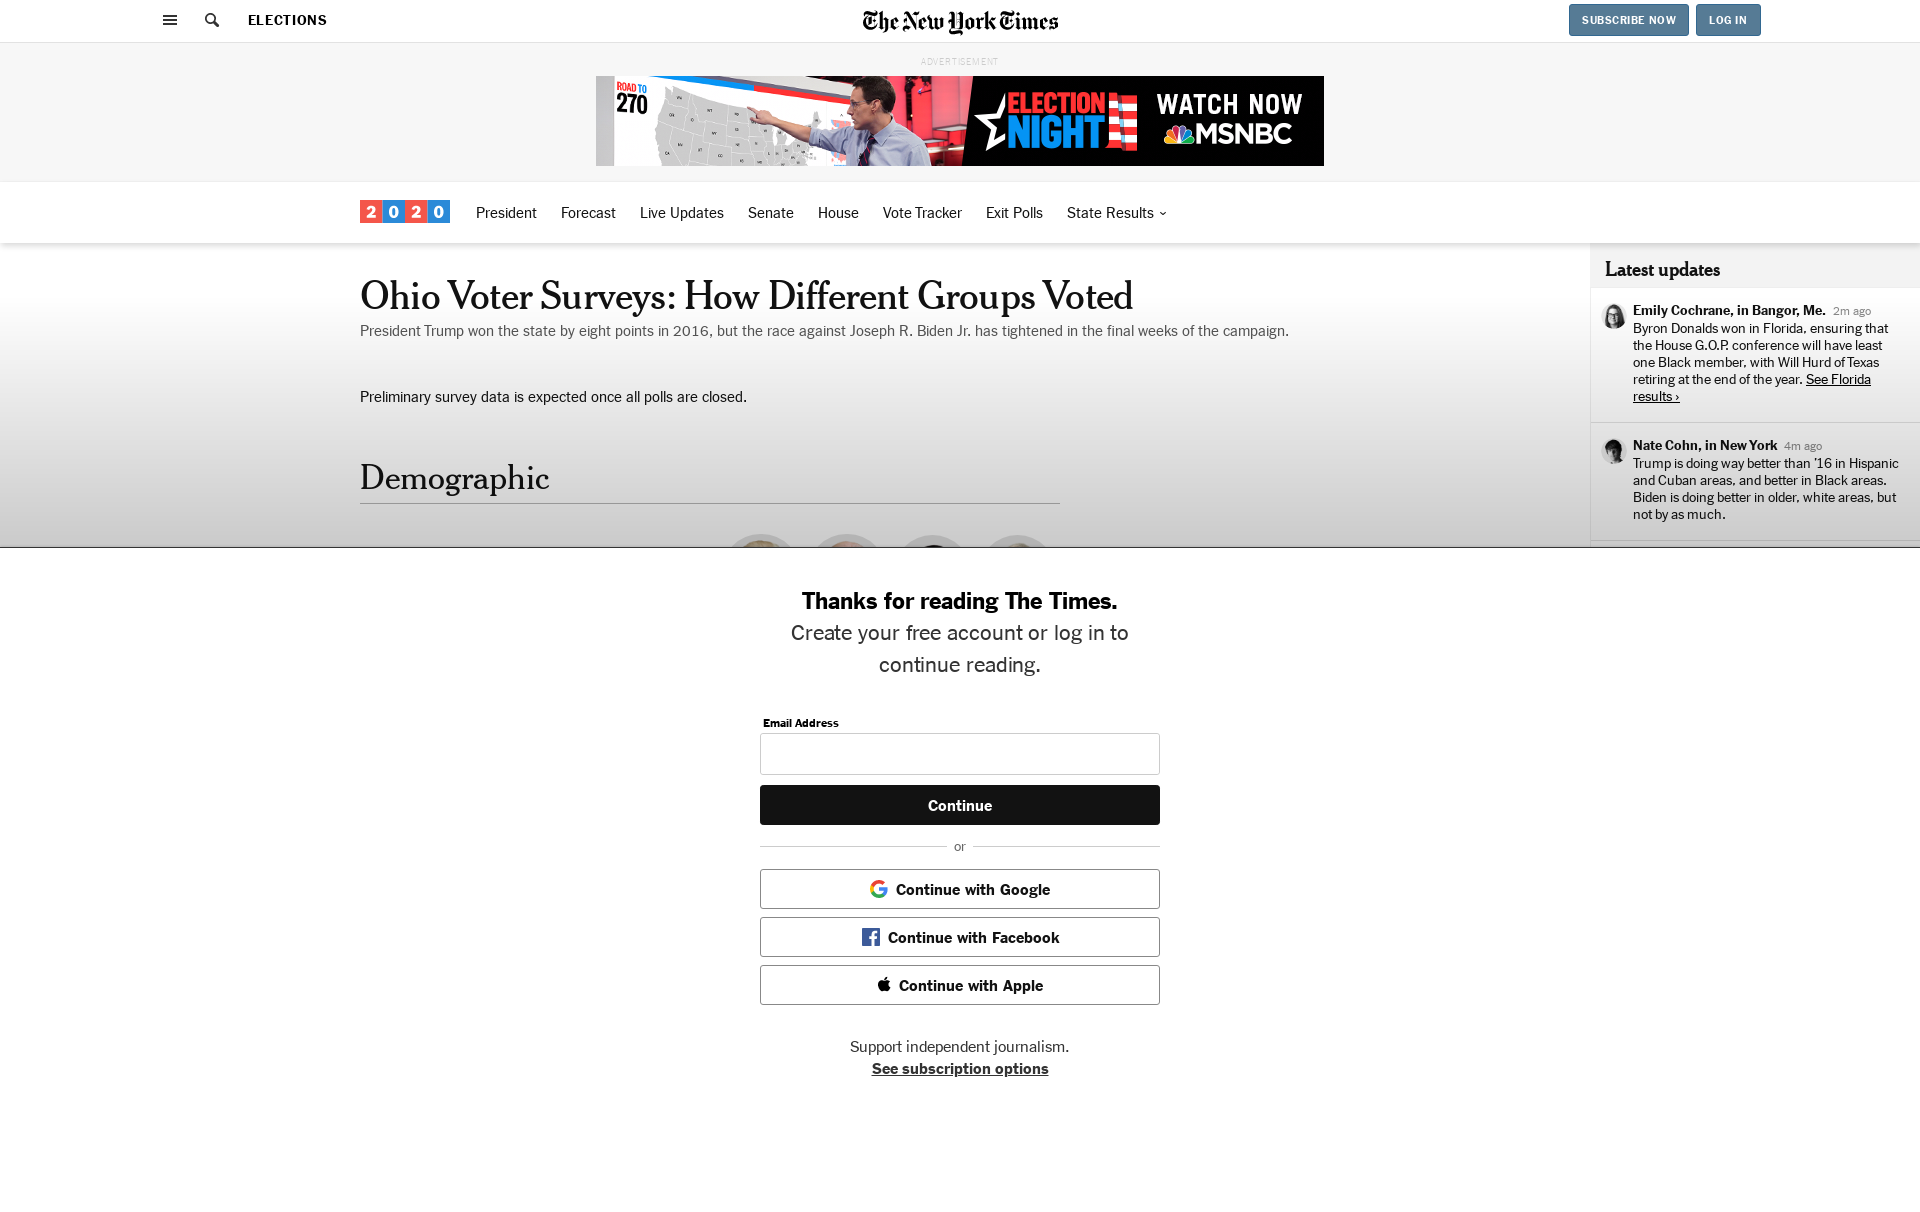 ELECTIONS
The New York Times
SUBSCRIBE NOW
LOG IN
ADVERTISEMENT
ROAD TO
270
ELECTION
NIGHT
WATCH NOW
MSNBC
2020
President
Forecast
Live Updates
Senate
House
Vote Tracker
Exit Polls
State Results
Ohio Voter Surveys: How Different Groups Voted
President Trump won the state by eight points in 2016, but the race against Joseph R. Biden Jr. has tightened in the final weeks of the campaign.
Preliminary survey data is expected once all polls are closed.
Demographic
Latest updates
Emily Cochrane, in Bangor, Me. 2m ago
Byron Donalds won in Florida, ensuring that
the House G.O.P. conference will have least
one Black member, with Will Hurd of Texas
retiring at the end of the year. See Florida
results ›
Nate Cohn, in New York 4m ago
Trump is doing way better than '16 in Hispanic
and Cuban areas, and better in Black areas.
Biden is doing better in older, white areas, but
not by as much.
Thanks for reading The Times.
Create your free account or log in to
continue reading.
Email Address
Continue
or
Continue with Google
Continue with Facebook
Continue with Apple
Support independent journalism.
See subscription options